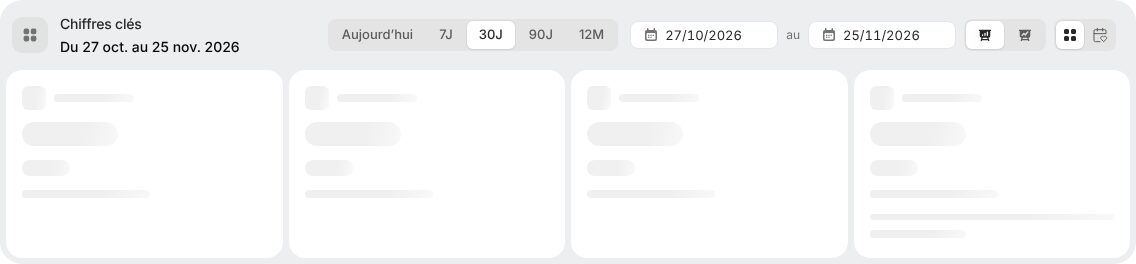 Chiffres clés
Du 27 oct. au 25 nov. 2026
Aujourd’hui 7J 30J 90J 12M
27/10/2026 au 25/11/2026